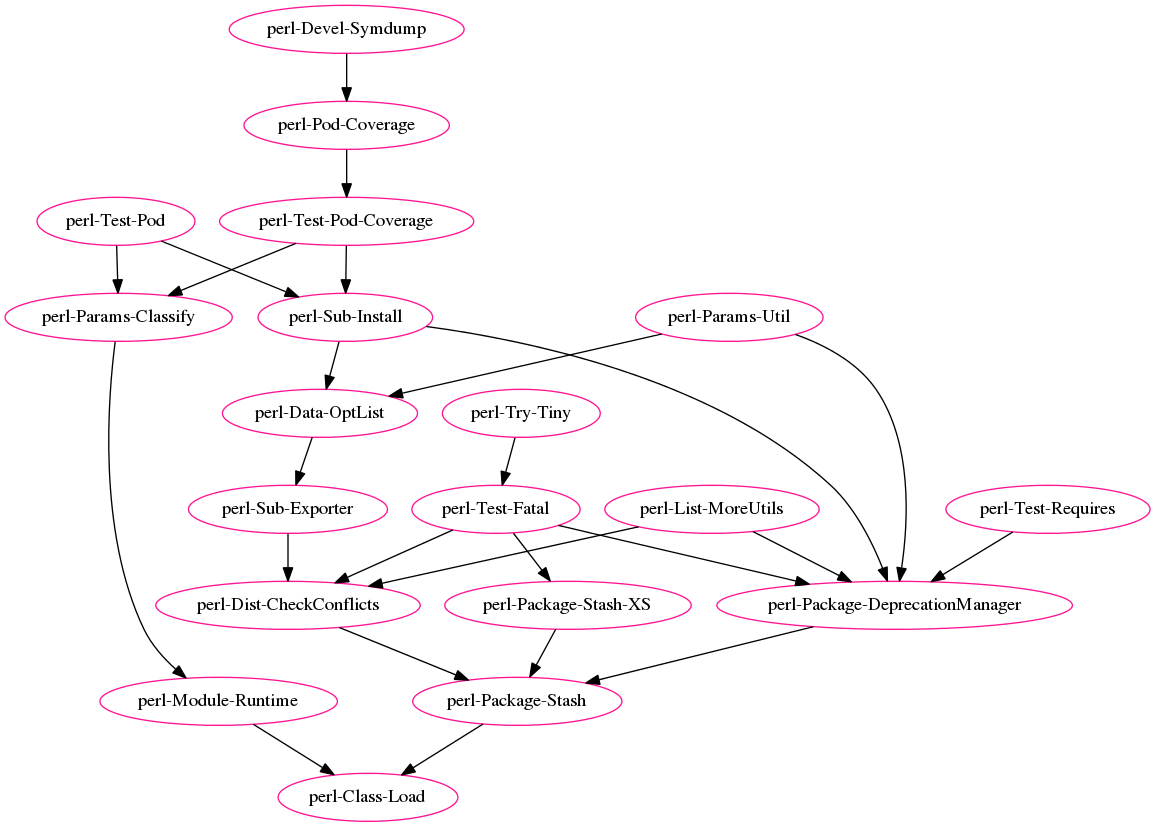 perl-Devel-Symdump
perl-Pod-Coverage
perl-Test-Pod
perl-Test-Pod-Coverage
perl-Params-Classify
perl-Sub-Install
perl-Params-Util
perl-Data-OptList
perl-Try-Tiny
perl-Sub-Exporter
perl-Test-Fatal
perl-List-MoreUtils
perl-Test-Requires
perl-Dist-CheckConflicts
perl-Package-Stash-XS
perl-Package-DeprecationManager
perl-Module-Runtime
perl-Package-Stash
perl-Class-Load